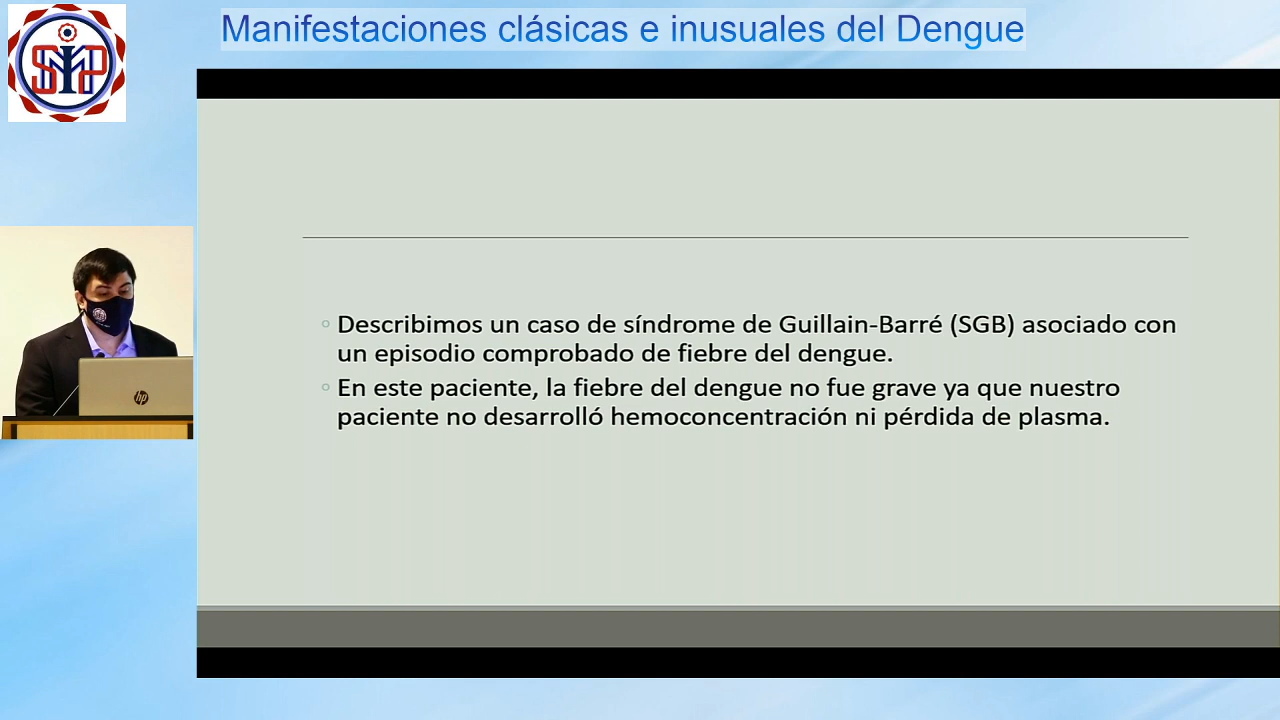 Manifestaciones clásicas e inusuales del Dengue
SMIP
Describimos un caso de síndrome de Guillain-Barré (SGB) asociado con
un episodio comprobado de fiebre del dengue.
En este paciente, la fiebre del dengue no fue grave ya que nuestro
paciente no desarrolló hemoconcentración ni pérdida de plasma.
hp